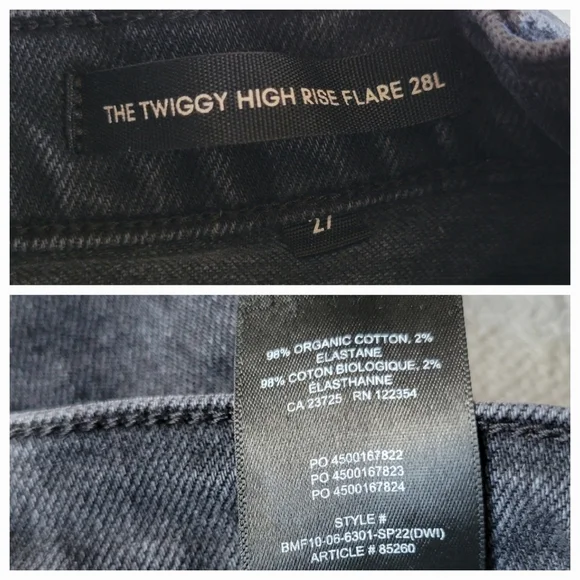 THE TWIGGY HIGH RISE FLARE 28L
27
98% ORGANIC COTTON, 2%
ELASTANE
98% COTON BIOLOGIQUE, 2%
ÉLASTHANNE
CA 23725 RN 122354
PO 4500167822
PO 4500167823
PO 4500167824
STYLE #
BMF10-06-6301-SP22(DWI)
ARTICLE # 85260